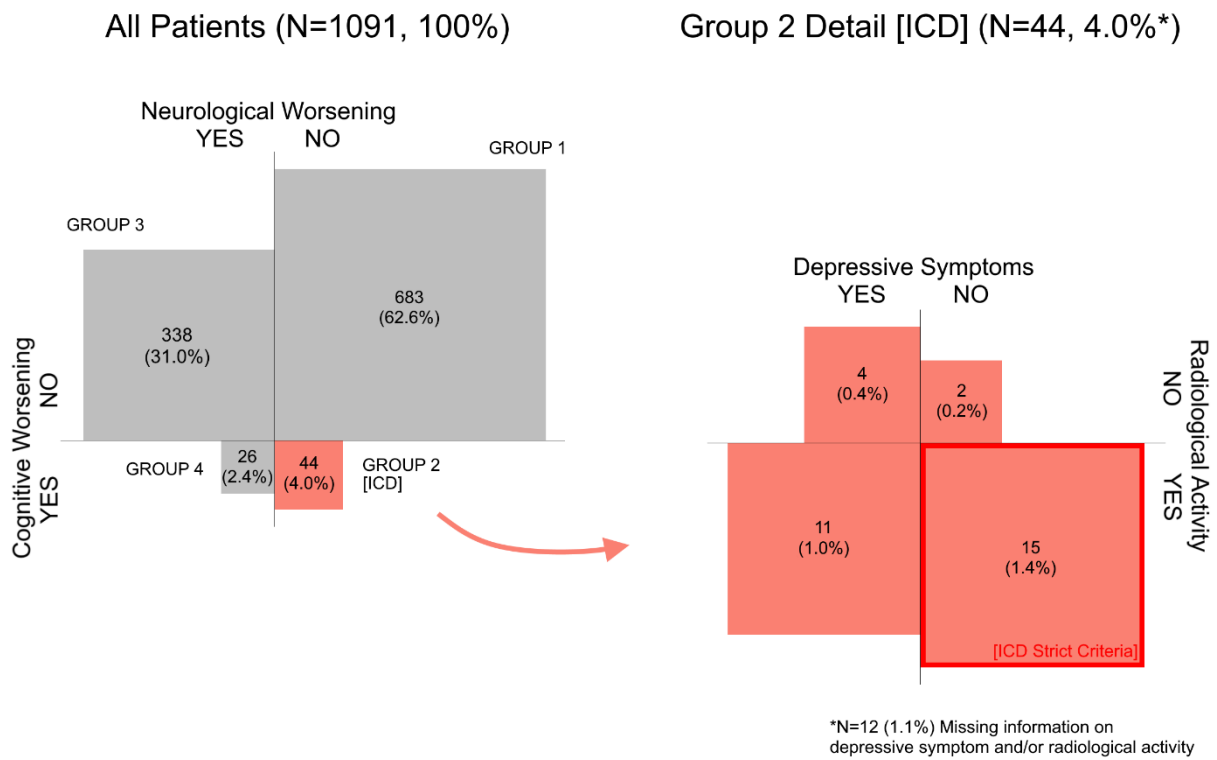 All Patients (N=1091, 100%)
Group 2 Detail [ICD] (N=44, 4.0%*)
Neurological Worsening
YES
NO
GROUP 1
GROUP 3
683
(62.6%)
338
(31.0%)
Cognitive Worsening
NO
YES
GROUP 4
26
(2.4%)
44
(4.0%)
GROUP 2
[ICD]
Depressive Symptoms
YES
NO
4
(0.4%)
2
(0.2%)
Radiological Activity
NO
YES
11
(1.0%)
15
(1.4%)
[ICD Strict Criteria]
*N=12 (1.1%) Missing information on
depressive symptom and/or radiological activity